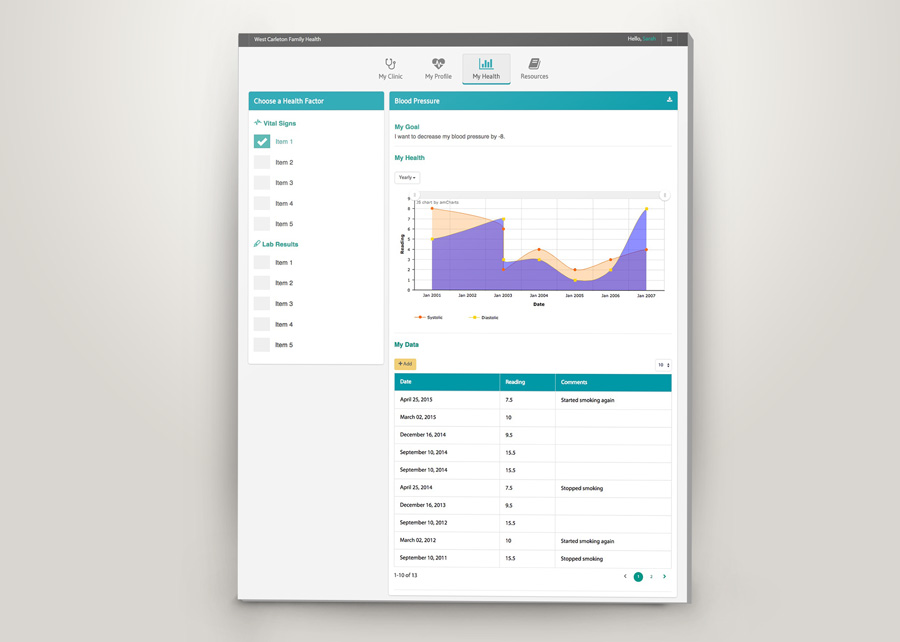 West Carleton Family Health
Hello, Sarah
My Clinic
My Profile
My Health
Resources
Choose a Health Factor
Vital Signs
Item 1
Item 2
Item 3
Item 4
Item 5
Lab Results
Item 1
Item 2
Item 3
Item 4
Item 5
Blood Pressure
My Goal
I want to decrease my blood pressure by -8.
My Health
Yearly
JS chart by amCharts
9
8
7
6
5
4
3
2
1
0
Reading
Jan 2001 Jan 2002 Jan 2003 Jan 2004 Jan 2005 Jan 2006 Jan 2007
Date
Systolic Diastolic
My Data
+ Add
10
Date Reading Comments
April 25, 2015 7.5 Started smoking again
March 02, 2015 10
December 16, 2014 9.5
September 10, 2014 15.5
September 10, 2014 15.5
April 25, 2014 7.5 Stopped smoking
December 16, 2013 9.5
September 10, 2012 15.5
March 02, 2012 10 Started smoking again
September 10, 2011 15.5 Stopped smoking
1-10 of 13
1 2